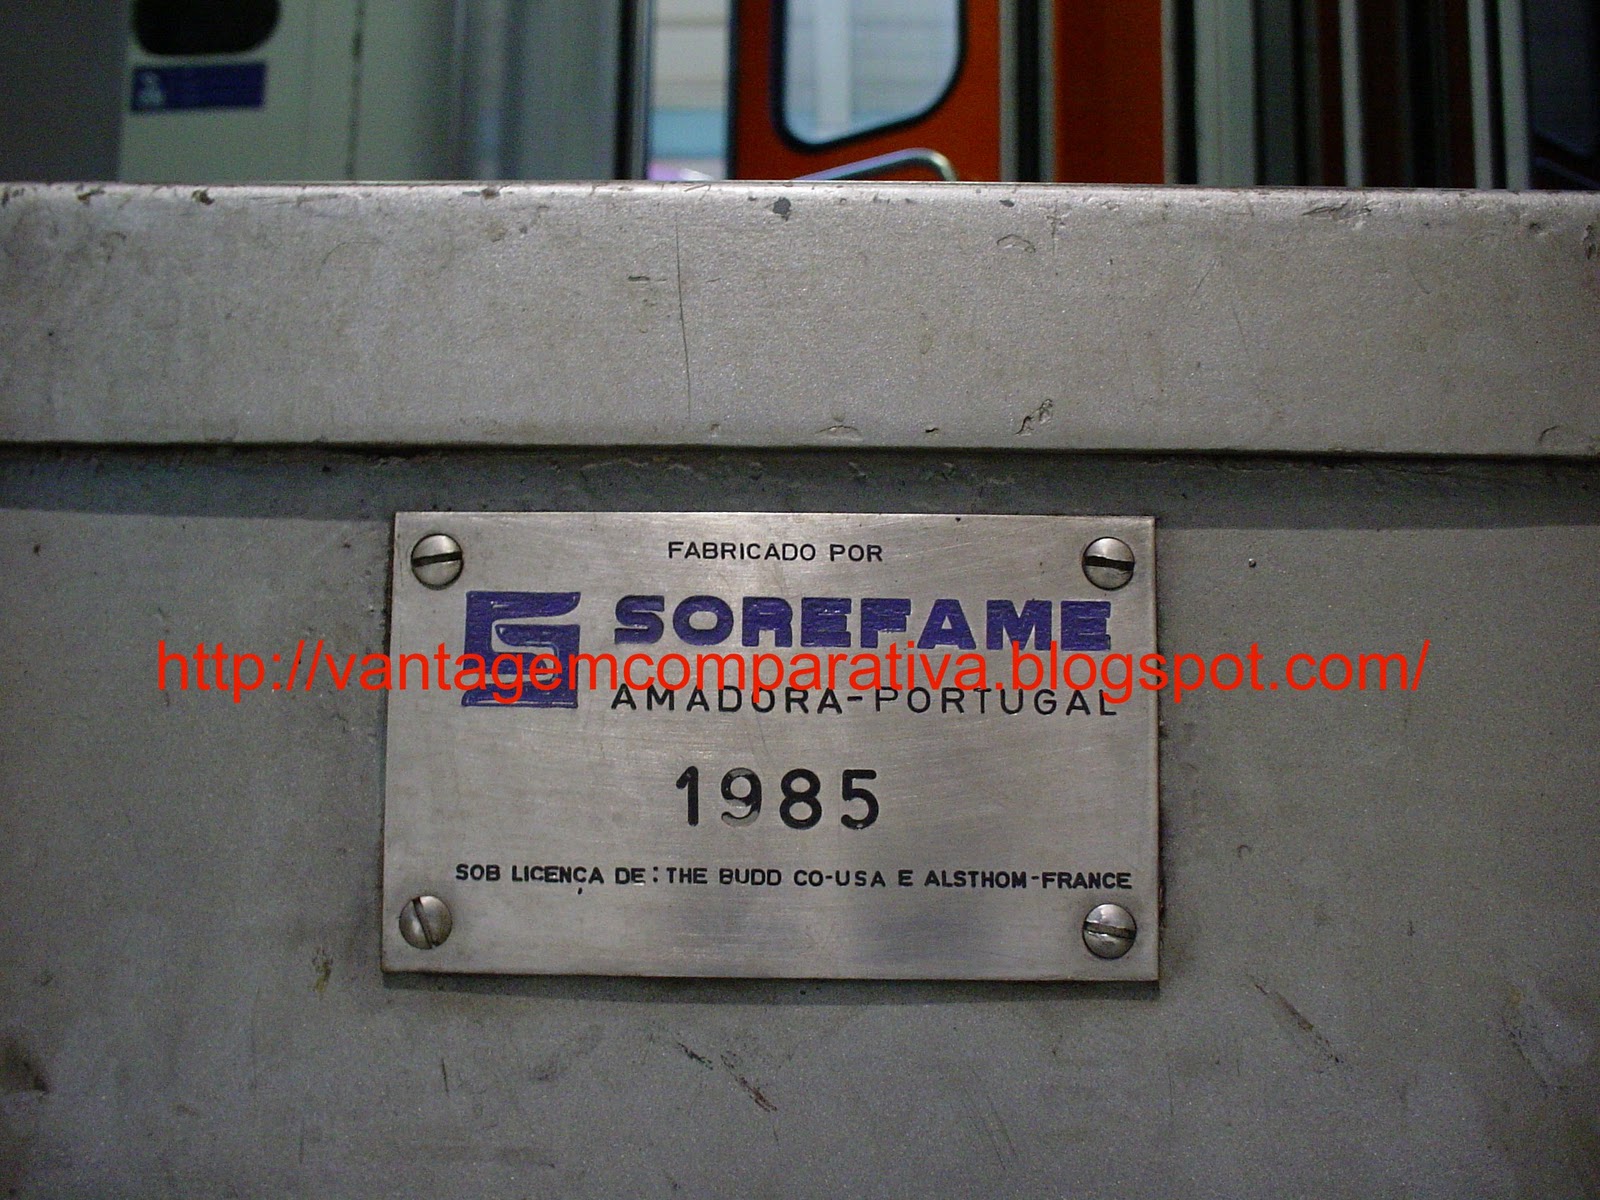 FABRICADO POR
SOREFAME
http://vantagemcomparativa.blogspot.com/
AMADORA-PORTUGAL
1985
SOB LICENÇA DE: THE BUDD CO-USA E ALSTHOM-FRANCE